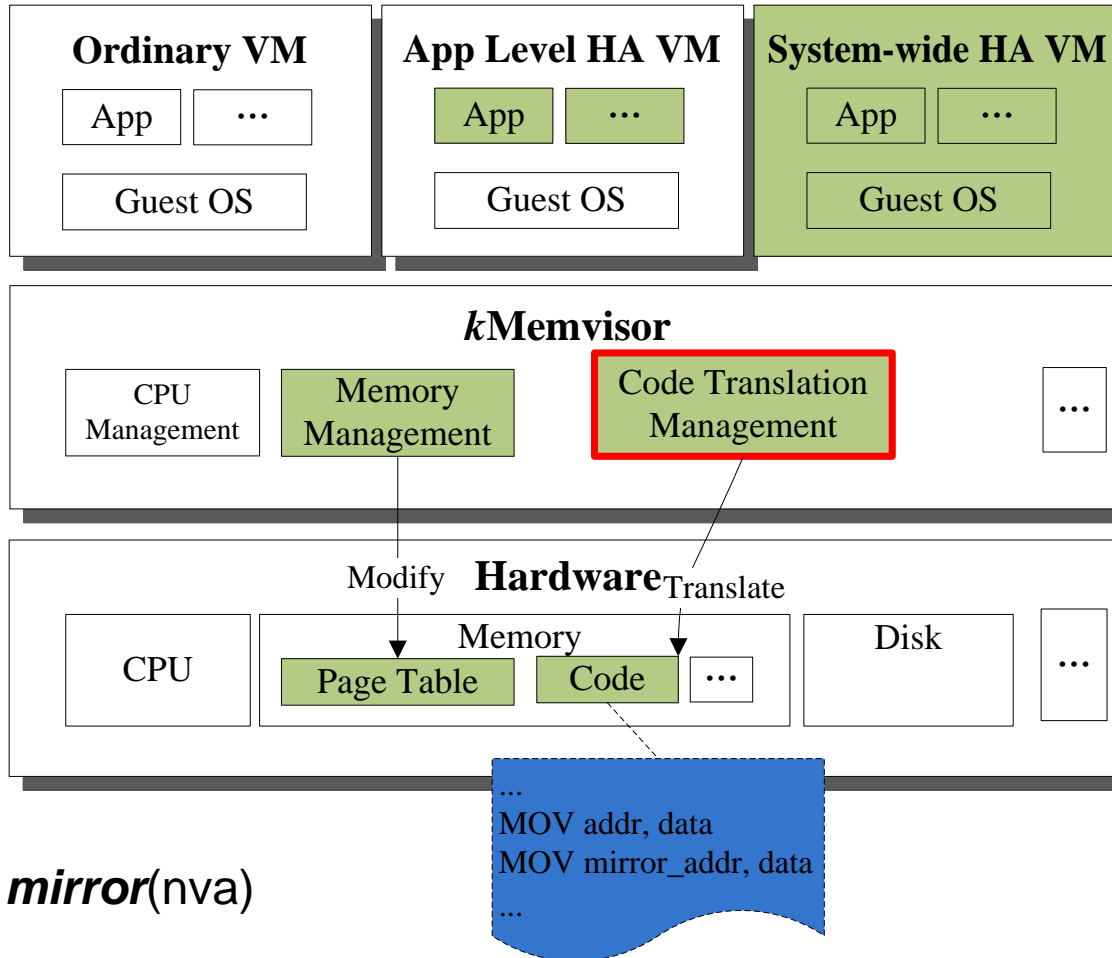 Ordinary VM
App
...
Guest OS
App Level HA VM
App
...
Guest OS
System-wide HA VM
App
...
Guest OS
kMemvisor
CPU
Management
Memory
Management
Code Translation
Management
...
Hardware
Modify
Translate
CPU
Memory
Page Table
Code
...
Disk
...
...
MOV addr, data
MOV mirror_addr, data
...
mirror(nva)